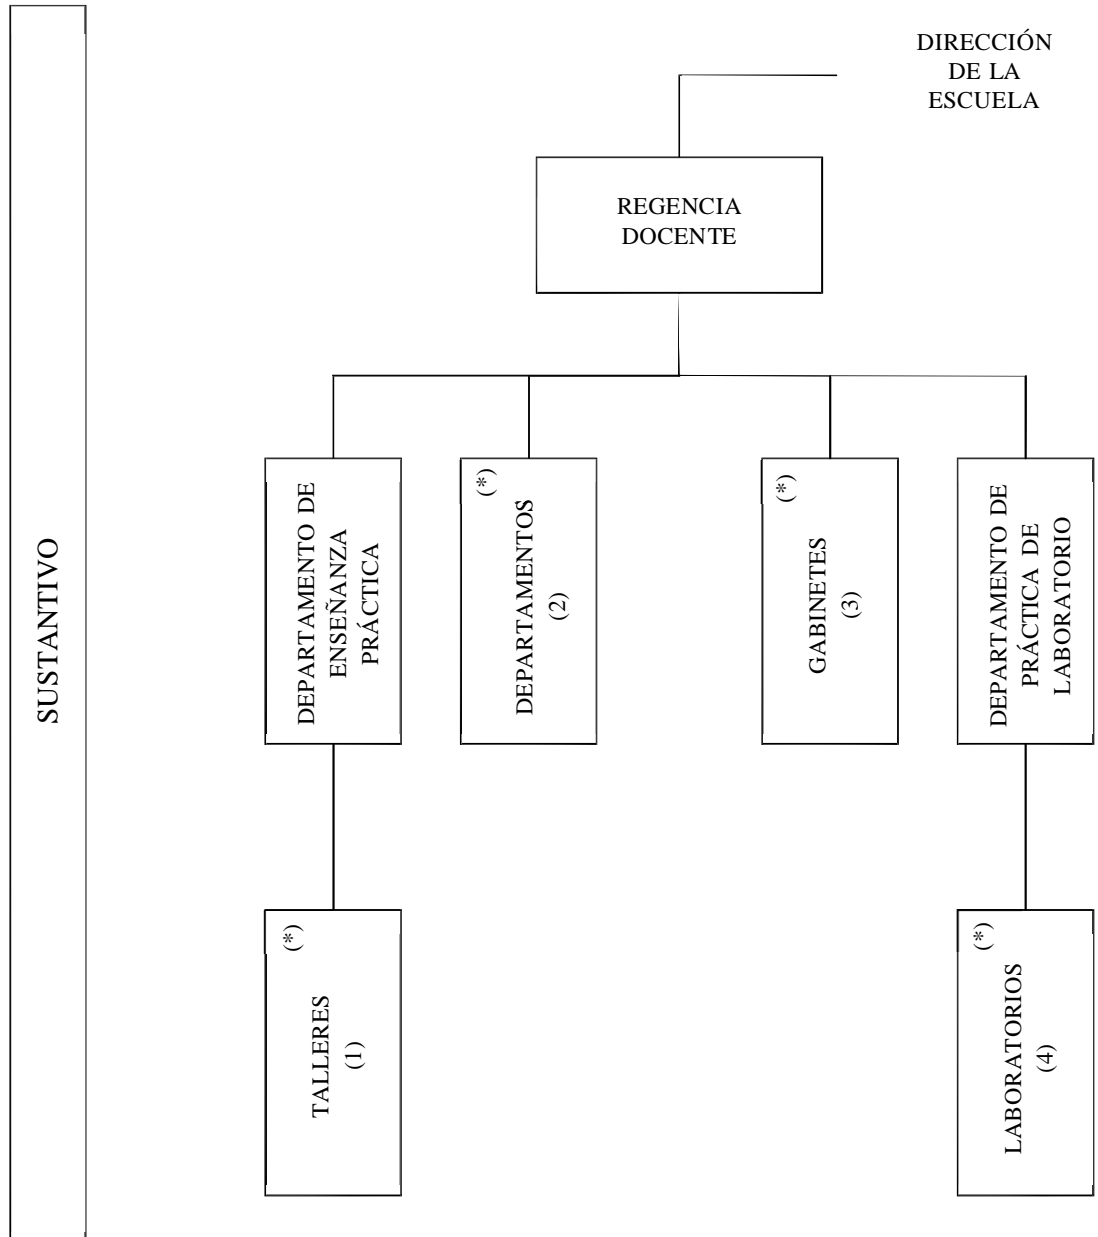 SUSTANTIVO
DIRECCIÓN
DE LA
ESCUELA
REGENCIA
DOCENTE
DEPARTAMENTO DE
ENSEÑANZA
PRÁCTICA
(*)
DEPARTAMENTOS
(2)
(*)
GABINETES
(3)
DEPARTAMENTO DE
PRÁCTICA DE
LABORATORIO
(*)
TALLERES
(1)
(*)
LABORATORIOS
(4)